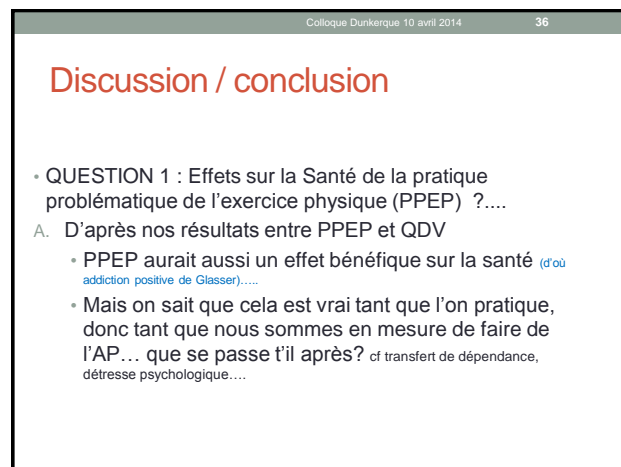 Colloque Dunkerque 10 avril 2014 36
Discussion / conclusion
• QUESTION 1 : Effets sur la Santé de la pratique
problématique de l'exercice physique (PPEP) ?....
A. D'après nos résultats entre PPEP et QDV
• PPEP aurait aussi un effet bénéfique sur la santé (d'où
addiction positive de Glasser)…..
• Mais on sait que cela est vrai tant que l'on pratique,
donc tant que nous sommes en mesure de faire de
l'AP… que se passe t'il après? cf transfert de dépendance,
détresse psychologique….